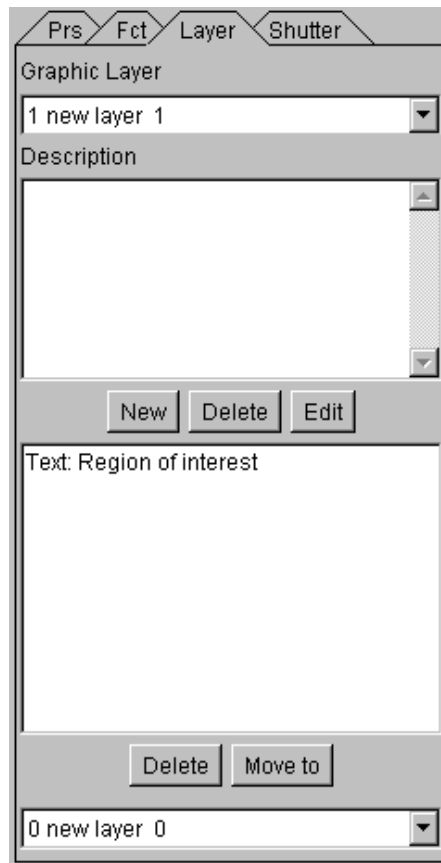 Prs Fct Layer Shutter
Graphic Layer
1 new layer 1
Description
New Delete Edit
Text: Region of interest
Delete Move to
0 new layer 0